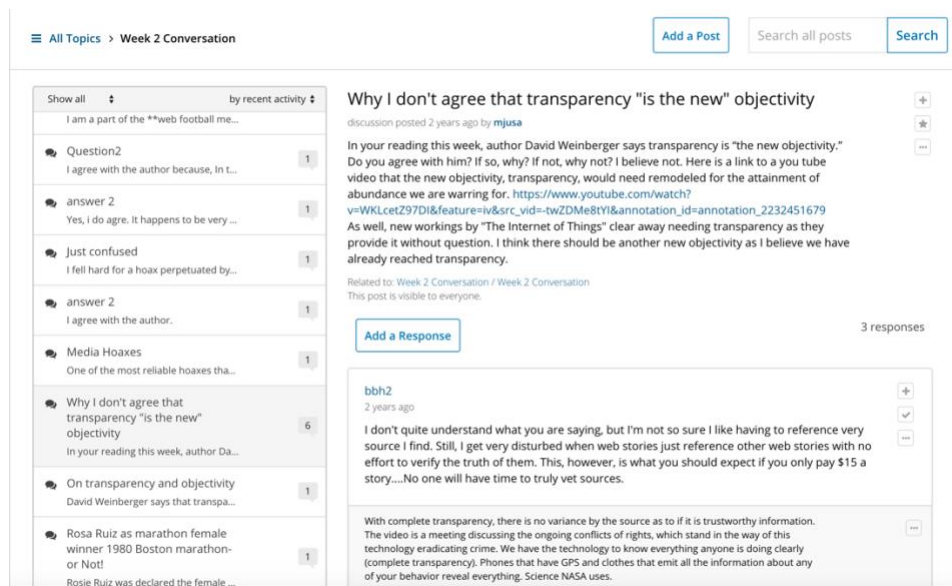 All Topics > Week 2 Conversation
Add a Post
Search all posts
Search
Show all
by recent activity
I am a part of the **web football me...
Question2
1
I agree with the author because, In t...
answer 2
1
Yes, i do agre. It happens to be very ...
Just confused
1
I fell hard for a hoax perpetuated by...
answer 2
1
I agree with the author.
Media Hoaxes
1
One of the most reliable hoaxes tha...
Why I don't agree that
transparency "is the new"
objectivity
6
In your reading this week, author Da...
On transparency and objectivity
1
David Weinberger says that transpa...
Rosa Ruiz as marathon female
winner 1980 Boston marathon-
or Not!
1
Rosie Ruiz was declared the female ...
Why I don't agree that transparency "is the new" objectivity
discussion posted 2 years ago by mjusa
In your reading this week, author David Weinberger says transparency is “the new objectivity.”
Do you agree with him? If so, why? If not, why not? I believe not. Here is a link to a you tube
video that the new objectivity, transparency, would need remodeled for the attainment of
abundance we are warring for. https://www.youtube.com/watch?
v=WKLcetZ97DI&feature=iv&src_vid=-twZDMe8tYI&annotation_id=annotation_2232451679
As well, new workings by "The Internet of Things" clear away needing transparency as they
provide it without question. I think there should be another new objectivity as I believe we have
already reached transparency.
Related to: Week 2 Conversation / Week 2 Conversation
This post is visible to everyone.
Add a Response
3 responses
bbh2
2 years ago
I don't quite understand what you are saying, but I'm not so sure I like having to reference very
source I find. Still, I get very disturbed when web stories just reference other web stories with no
effort to verify the truth of them. This, however, is what you should expect if you only pay $15 a
story....No one will have time to truly vet sources.
With complete transparency, there is no variance by the source as to if it is trustworthy information.
The video is a meeting discussing the ongoing conflicts of rights, which stand in the way of this
technology eradicating crime. We have the technology to know everything anyone is doing clearly
(complete transparency). Phones that have GPS and clothes that emit all the information about any
of your behavior reveal everything. Science NASA uses.